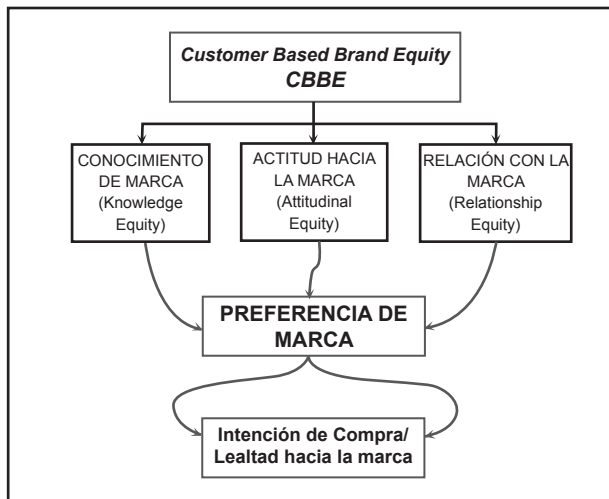 Customer Based Brand Equity
CBBE
CONOCIMIENTO
DE MARCA
(Knowledge
Equity)
ACTITUD HACIA
LA MARCA
(Attitudinal
Equity)
RELACIÓN CON LA
MARCA
(Relationship
Equity)
PREFERENCIA DE
MARCA
Intención de Compra/
Lealtad hacia la marca